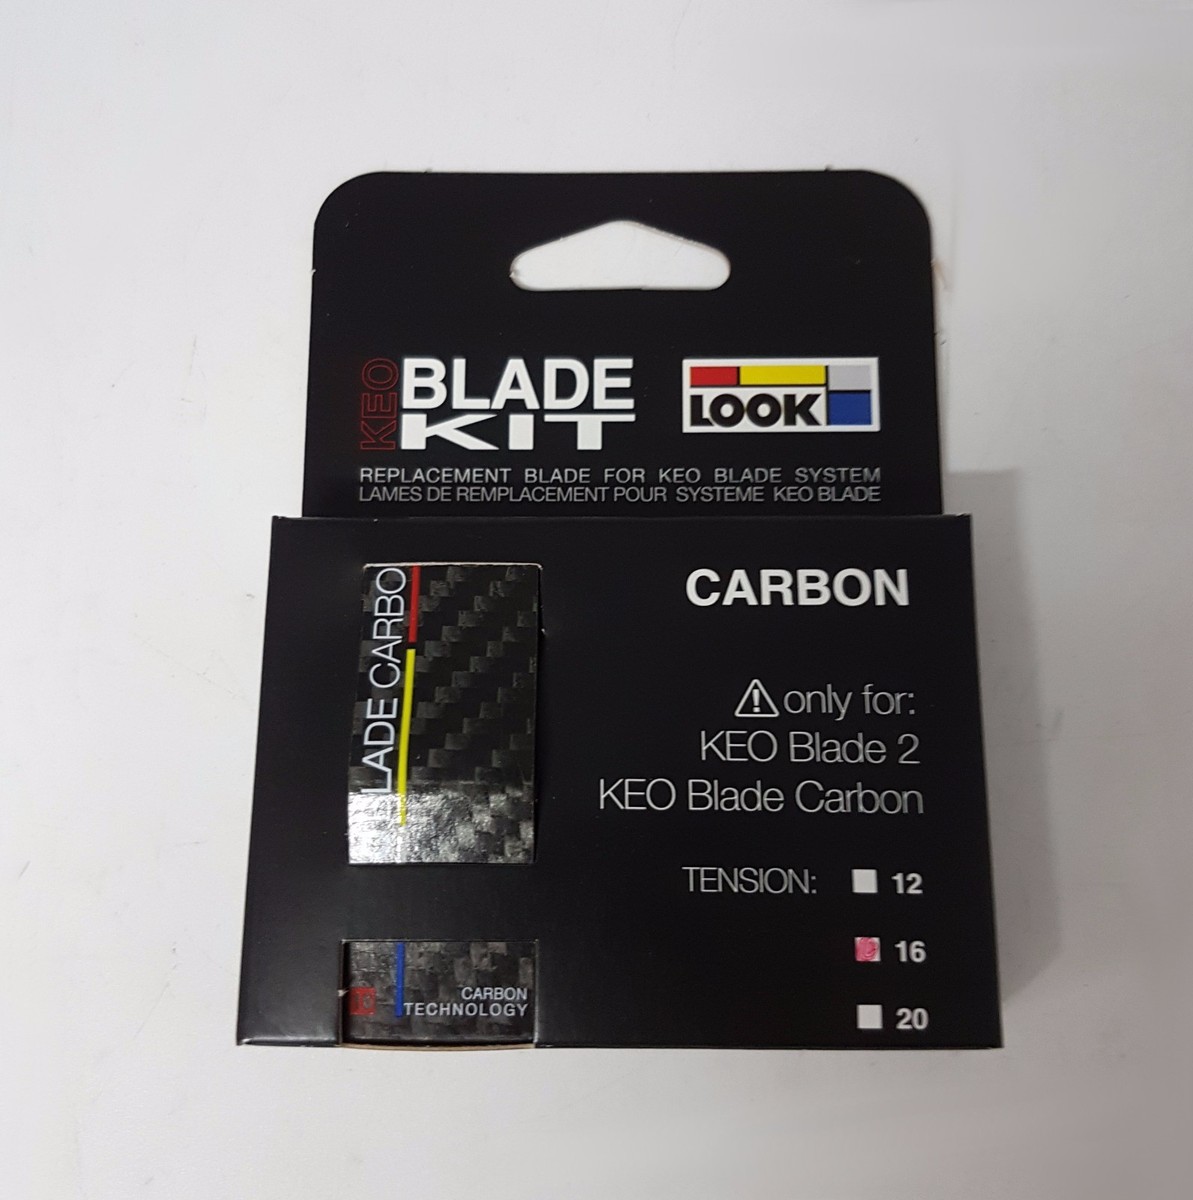 KEO
BLADE
KIT
LOOK
REPLACEMENT BLADE FOR KEO BLADE SYSTEM
LAMES DE REMPLACEMENT POUR SYSTEME KEO BLADE
LADE CARBO
CARBON
only for:
KEO Blade 2
KEO Blade Carbon
TENSION: 12
16
20
CARBON
TECHNOLOGY